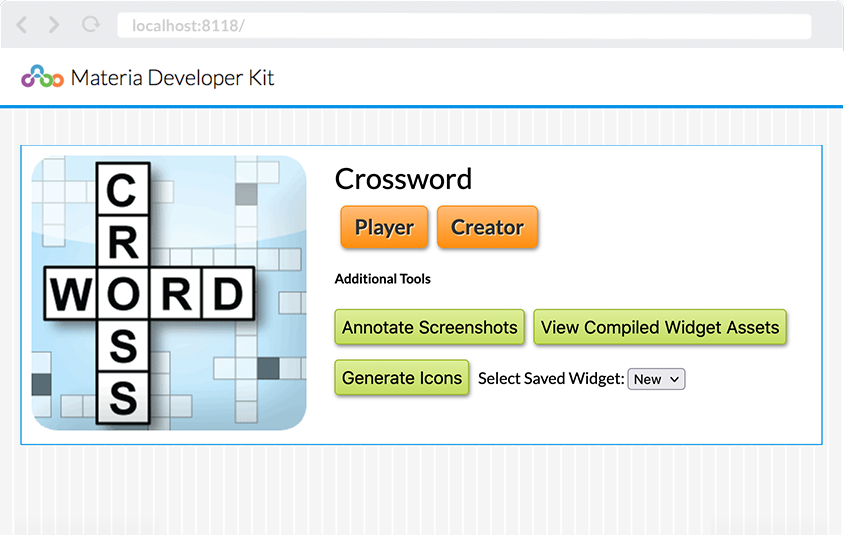 localhost:8118/
Materia Developer Kit
Crossword
Player Creator
Additional Tools
Annotate Screenshots View Compiled Widget Assets
Generate Icons Select Saved Widget: New
CROSS
WORD